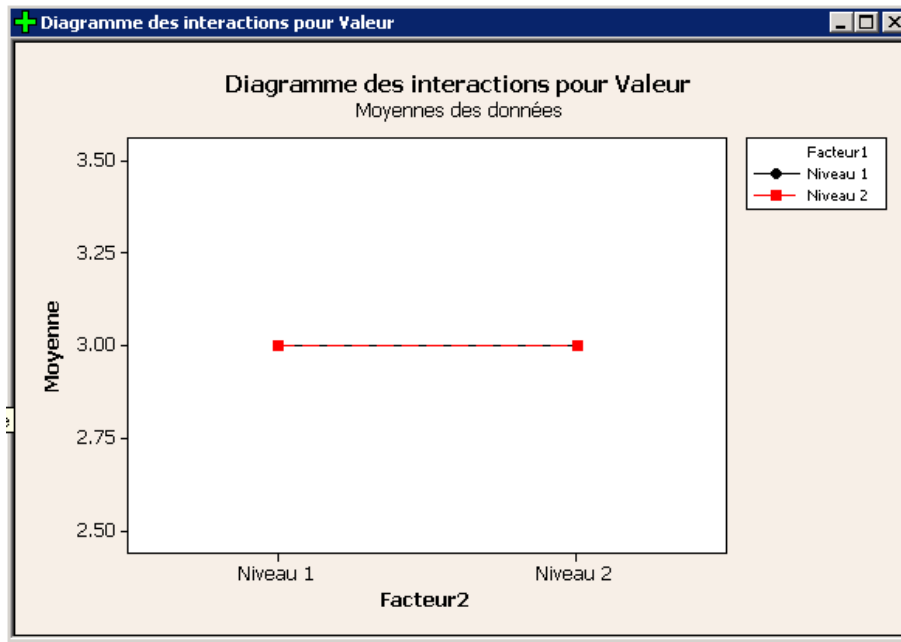 Diagramme des interactions pour Valeur
Diagramme des interactions pour Valeur
Moyennes des données
Facteur1
Niveau 1
Niveau 2
Moyenne
3.50
3.25
3.00
2.75
2.50
Niveau 1 Niveau 2
Facteur2